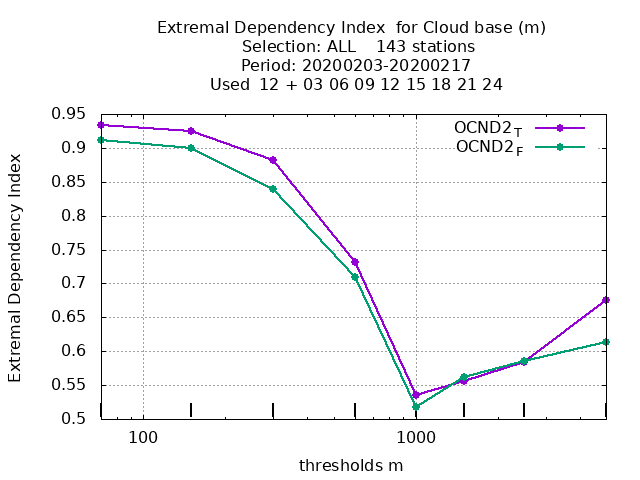 Extremal Dependency Index  for Cloud base (m)
Selection: ALL    143 stations
Period: 20200203-20200217
Used  12 + 03 06 09 12 15 18 21 24
OCND2T
OCND2F
0.95
0.9
0.85
0.8
0.75
0.7
0.65
0.6
0.55
0.5
Extremal Dependency Index
100
1000
thresholds m